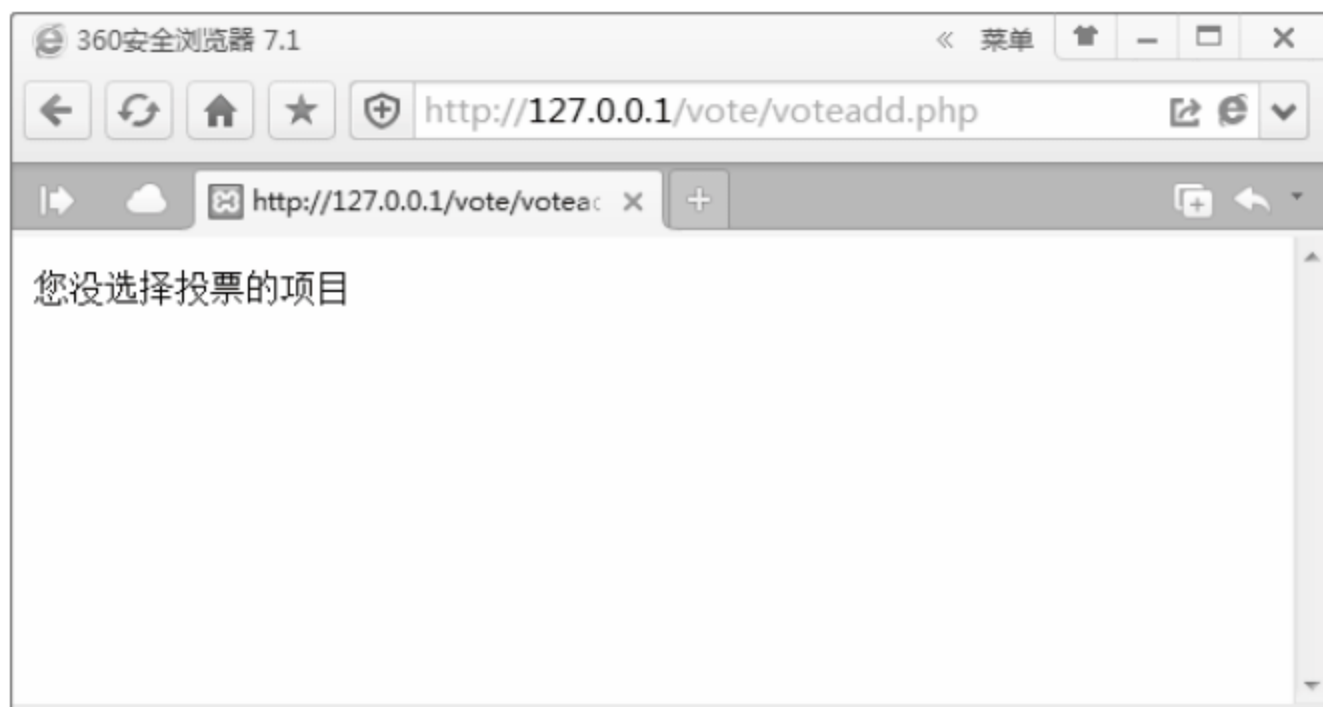 360安全浏览器 7.1
« 菜单
http://127.0.0.1/vote/voteadd.php
http://127.0.0.1/vote/voteac
您没选择投票的项目